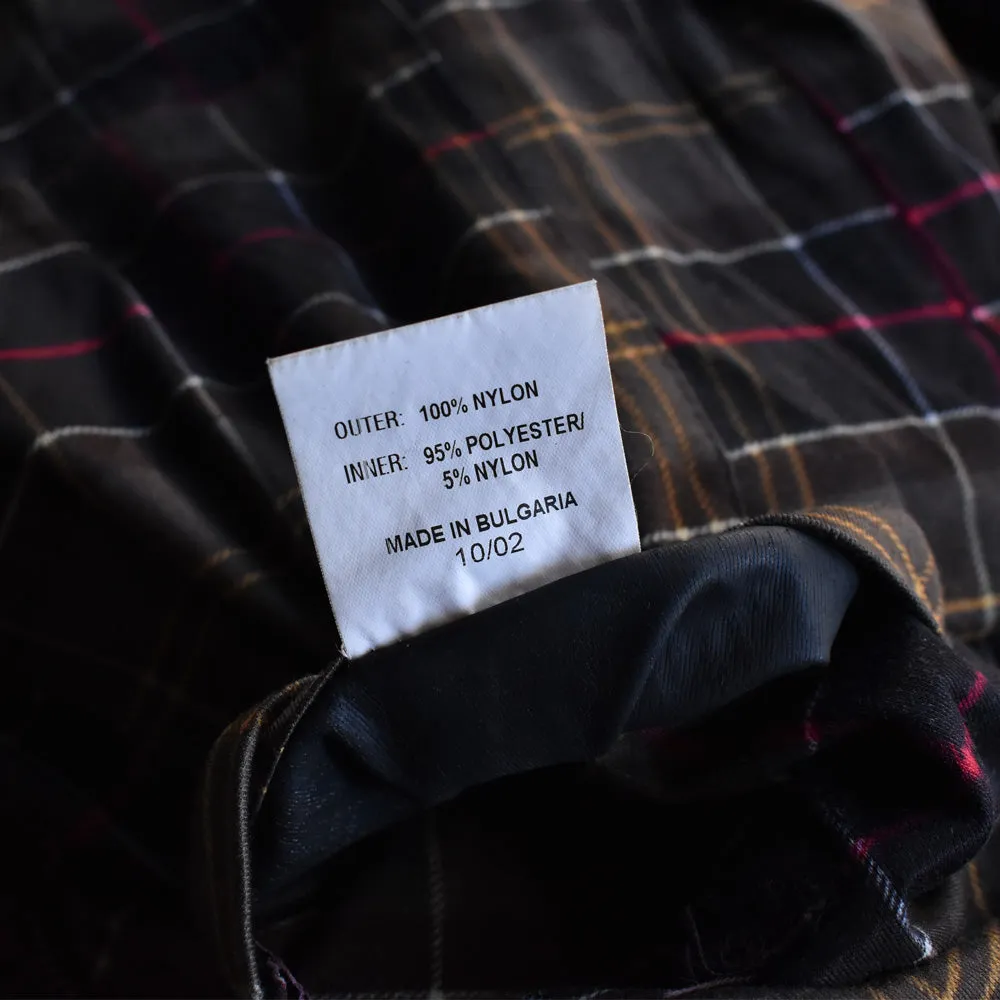 OUTER: 100% NYLON
INNER: 95% POLYESTER/
5% NYLON
MADE IN BULGARIA
10/02